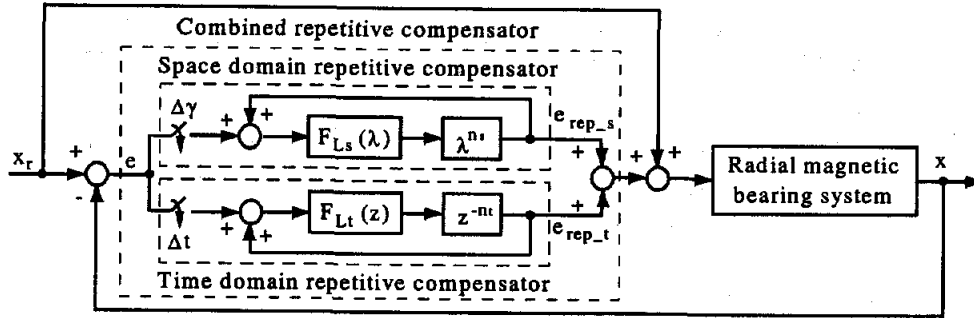 Combined repetitive compensator
Space domain repetitive compensator
Δγ
+
+
F_Ls (λ)
λ^ns
e_rep_s
+
+
+
x_r
+
e
-
Radial magnetic
bearing system
x
F_Lt (z)
z^-nt
+
+
+
Δt
e_rep_t
Time domain repetitive compensator